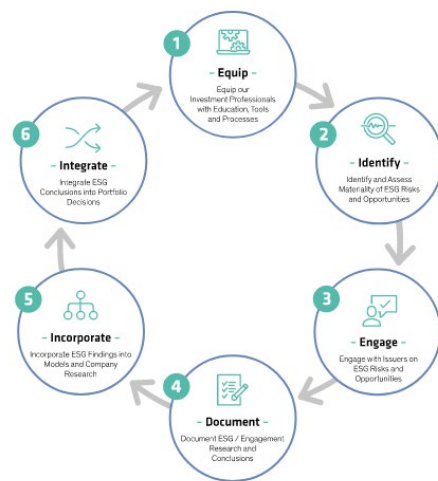 1
– Equip –
Equip our
Investment Professionals
with Education, Tools
and Processes
2
– Identify –
Identify and Assess
Materiality of ESG Risks
and Opportunities
3
– Engage –
Engage with Issuers on
ESG Risks and
Opportunities
4
– Document –
Document ESG / Engagement
Research and
Conclusions
5
– Incorporate –
Incorporate ESG Findings into
Models and Company
Research
6
– Integrate –
Integrate ESG
Conclusions into Portfolio
Decisions